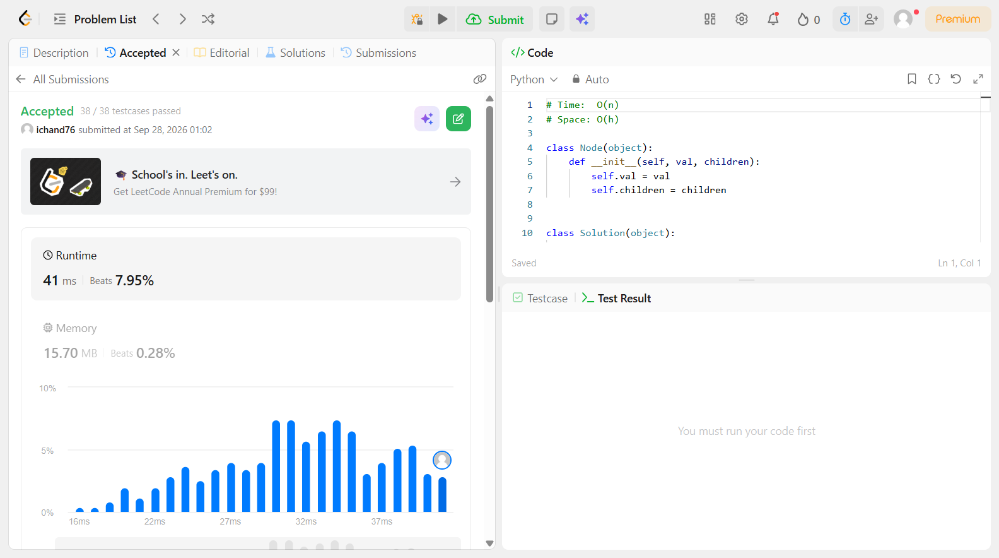 Problem List
Submit
0
Premium
Description
Accepted
Editorial
Solutions
Submissions
All Submissions
Accepted 38 / 38 testcases passed
ichand76 submitted at Sep 28, 2026 01:02
School's in. Leet's on.
Get LeetCode Annual Premium for $99!
Runtime
41 ms Beats 7.95%
Memory
15.70 MB Beats 0.28%
10%
5%
0%
16ms 22ms 27ms 32ms 37ms
</> Code
Python Auto
1 # Time:  O(n)
2 # Space: O(h)
3
4 class Node(object):
5     def __init__(self, val, children):
6         self.val = val
7         self.children = children
8
9
10 class Solution(object):
Saved
Ln 1, Col 1
Testcase
Test Result
You must run your code first